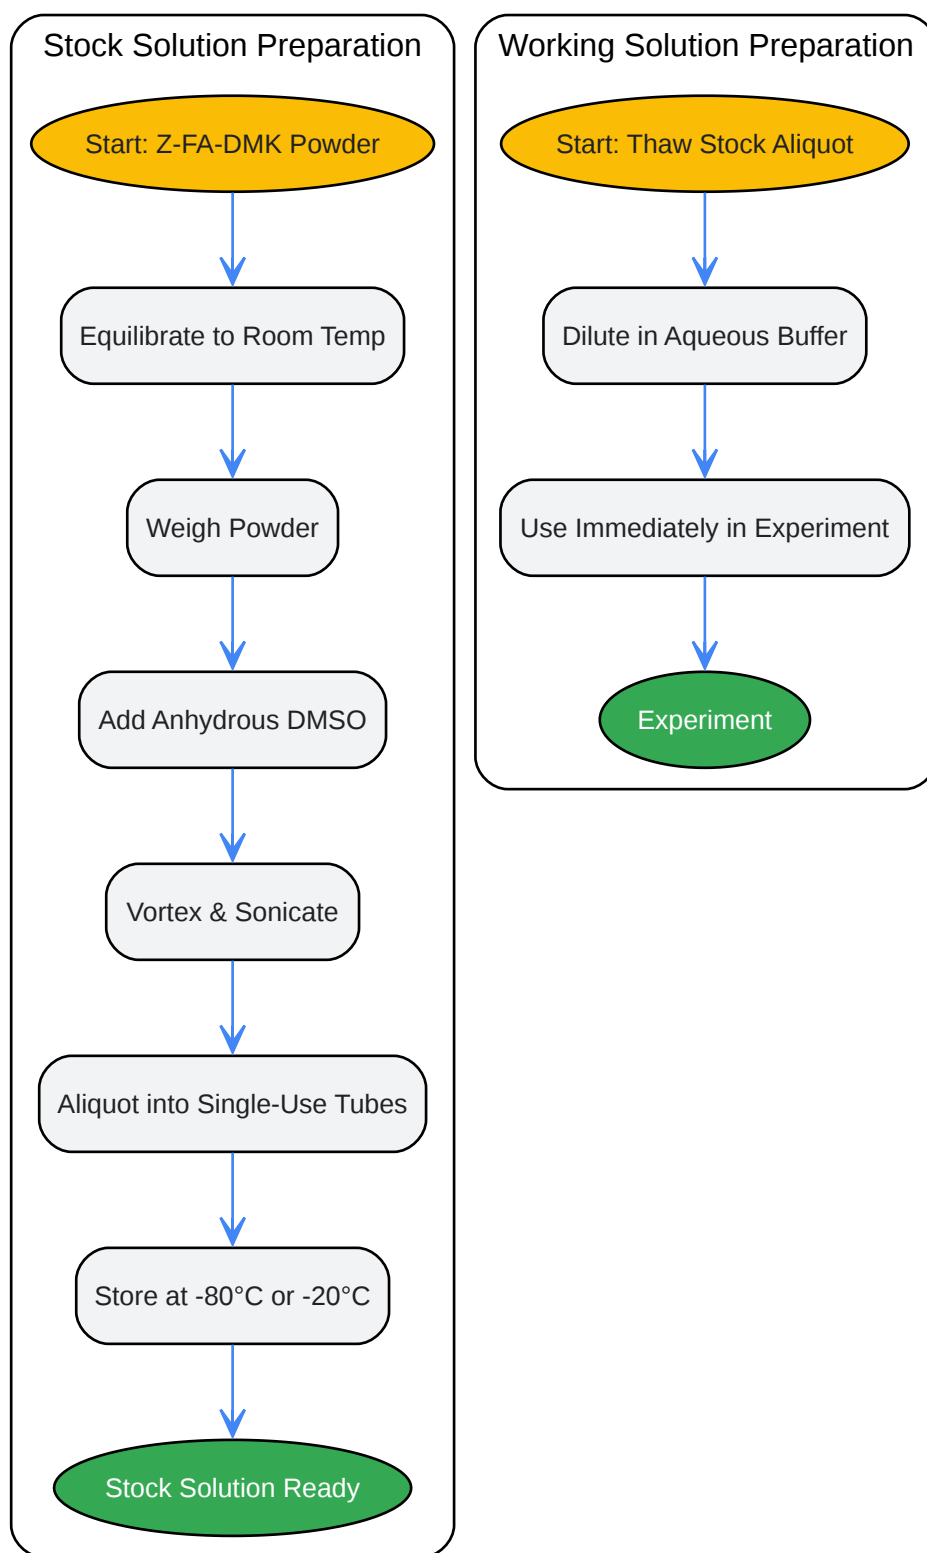 Stock Solution Preparation
Start: Z-FA-DMK Powder
Equilibrate to Room Temp
Weigh Powder
Add Anhydrous DMSO
Vortex & Sonicate
Aliquot into Single-Use Tubes
Store at -80°C or -20°C
Stock Solution Ready
Working Solution Preparation
Start: Thaw Stock Aliquot
Dilute in Aqueous Buffer
Use Immediately in Experiment
Experiment